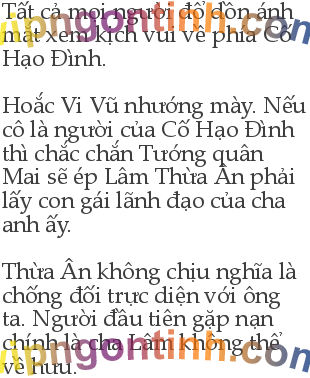 Tất cả mọi người đổ dồn ánh
mắt xem kịch vui về phía Cố
Hạo Đình.
Hoắc Vi Vũ nhướng mày. Nếu
cô là người của Cố Hạo Đình
thì chắc chắn Tướng quân
Mai sẽ ép Lâm Thừa Ân phải
lấy con gái lãnh đạo của cha
anh ấy.
Thừa Ân không chịu nghĩa là
chống đối trực diện với ông
ta. Người đầu tiên gặp nạn
chính là cha Lâm không thể
về hưu.
vipngontinh.com
vipngontinh.com